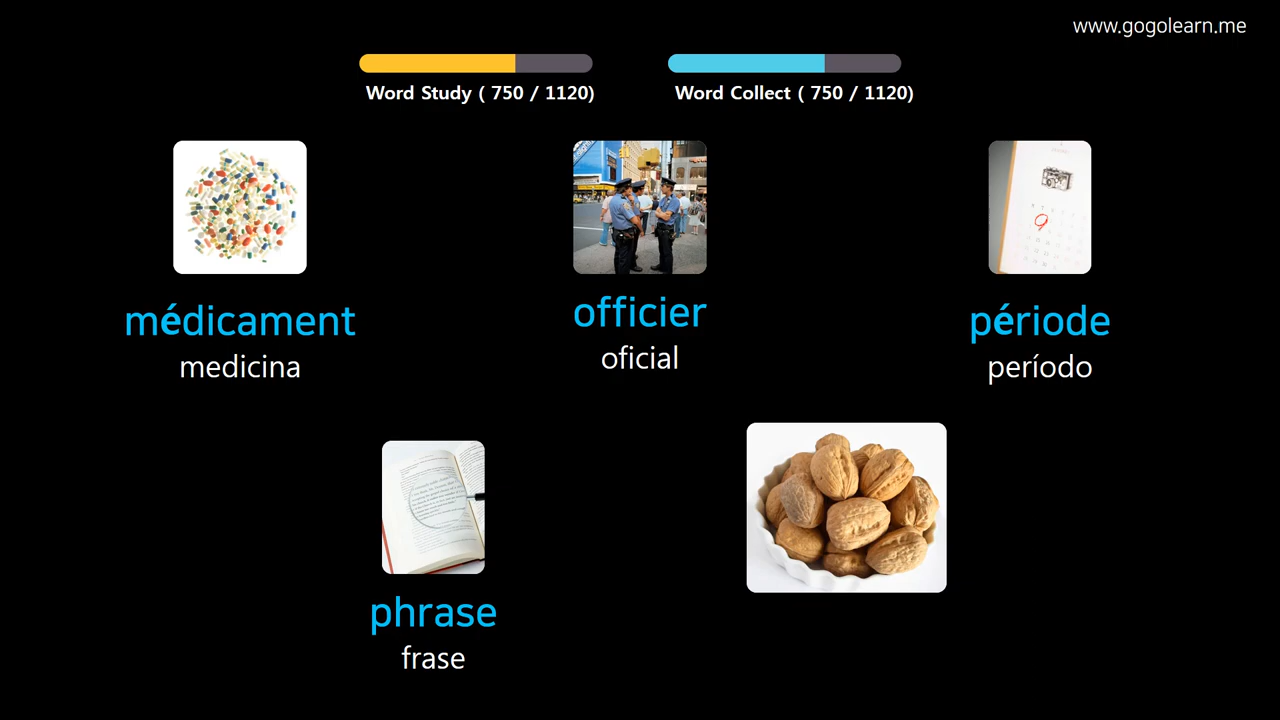 www.gogolearn.me
Word Study ( 750 / 1120)
Word Collect ( 750 / 1120)
médicament
medicina
officier
oficial
période
período
phrase
frase